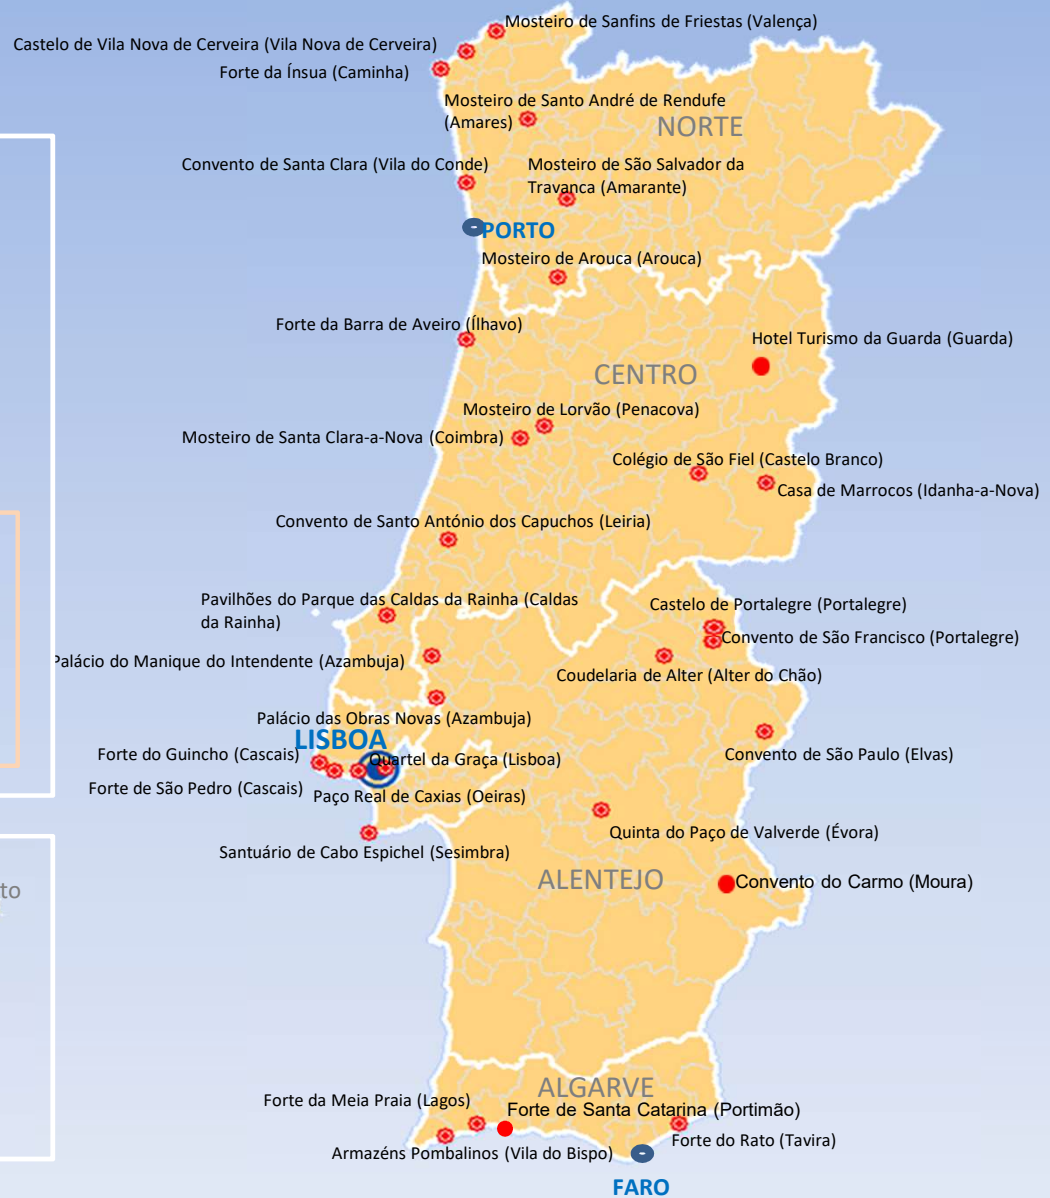 Mosteiro de Sanfins de Friestas (Valença)
Castelo de Vila Nova de Cerveira (Vila Nova de Cerveira)
Forte da Ínsua (Caminha)
Mosteiro de Santo André de Rendufe
(Amares)
NORTE
Convento de Santa Clara (Vila do Conde)
Mosteiro de São Salvador da
Travanca (Amarante)
PORTO
Mosteiro de Arouca (Arouca)
Forte da Barra de Aveiro (Ílhavo)
Hotel Turismo da Guarda (Guarda)
CENTRO
Mosteiro de Lorvão (Penacova)
Mosteiro de Santa Clara-a-Nova (Coimbra)
Colégio de São Fiel (Castelo Branco)
Casa de Marrocos (Idanha-a-Nova)
Convento de Santo António dos Capuchos (Leiria)
Pavilhões do Parque das Caldas da Rainha (Caldas
da Rainha)
Castelo de Portalegre (Portalegre)
Convento de São Francisco (Portalegre)
Palácio do Manique do Intendente (Azambuja)
Coudelaria de Alter (Alter do Chão)
Palácio das Obras Novas (Azambuja)
LISBOA
Forte do Guincho (Cascais)
Quartel da Graça (Lisboa)
Convento de São Paulo (Elvas)
Forte de São Pedro (Cascais)
Paço Real de Caxias (Oeiras)
Quinta do Paço de Valverde (Évora)
Santuário de Cabo Espichel (Sesimbra)
ALENTEJO
Convento do Carmo (Moura)
to
ALGARVE
Forte da Meia Praia (Lagos)
Forte de Santa Catarina (Portimão)
Forte do Rato (Tavira)
Armazéns Pombalinos (Vila do Bispo)
FARO